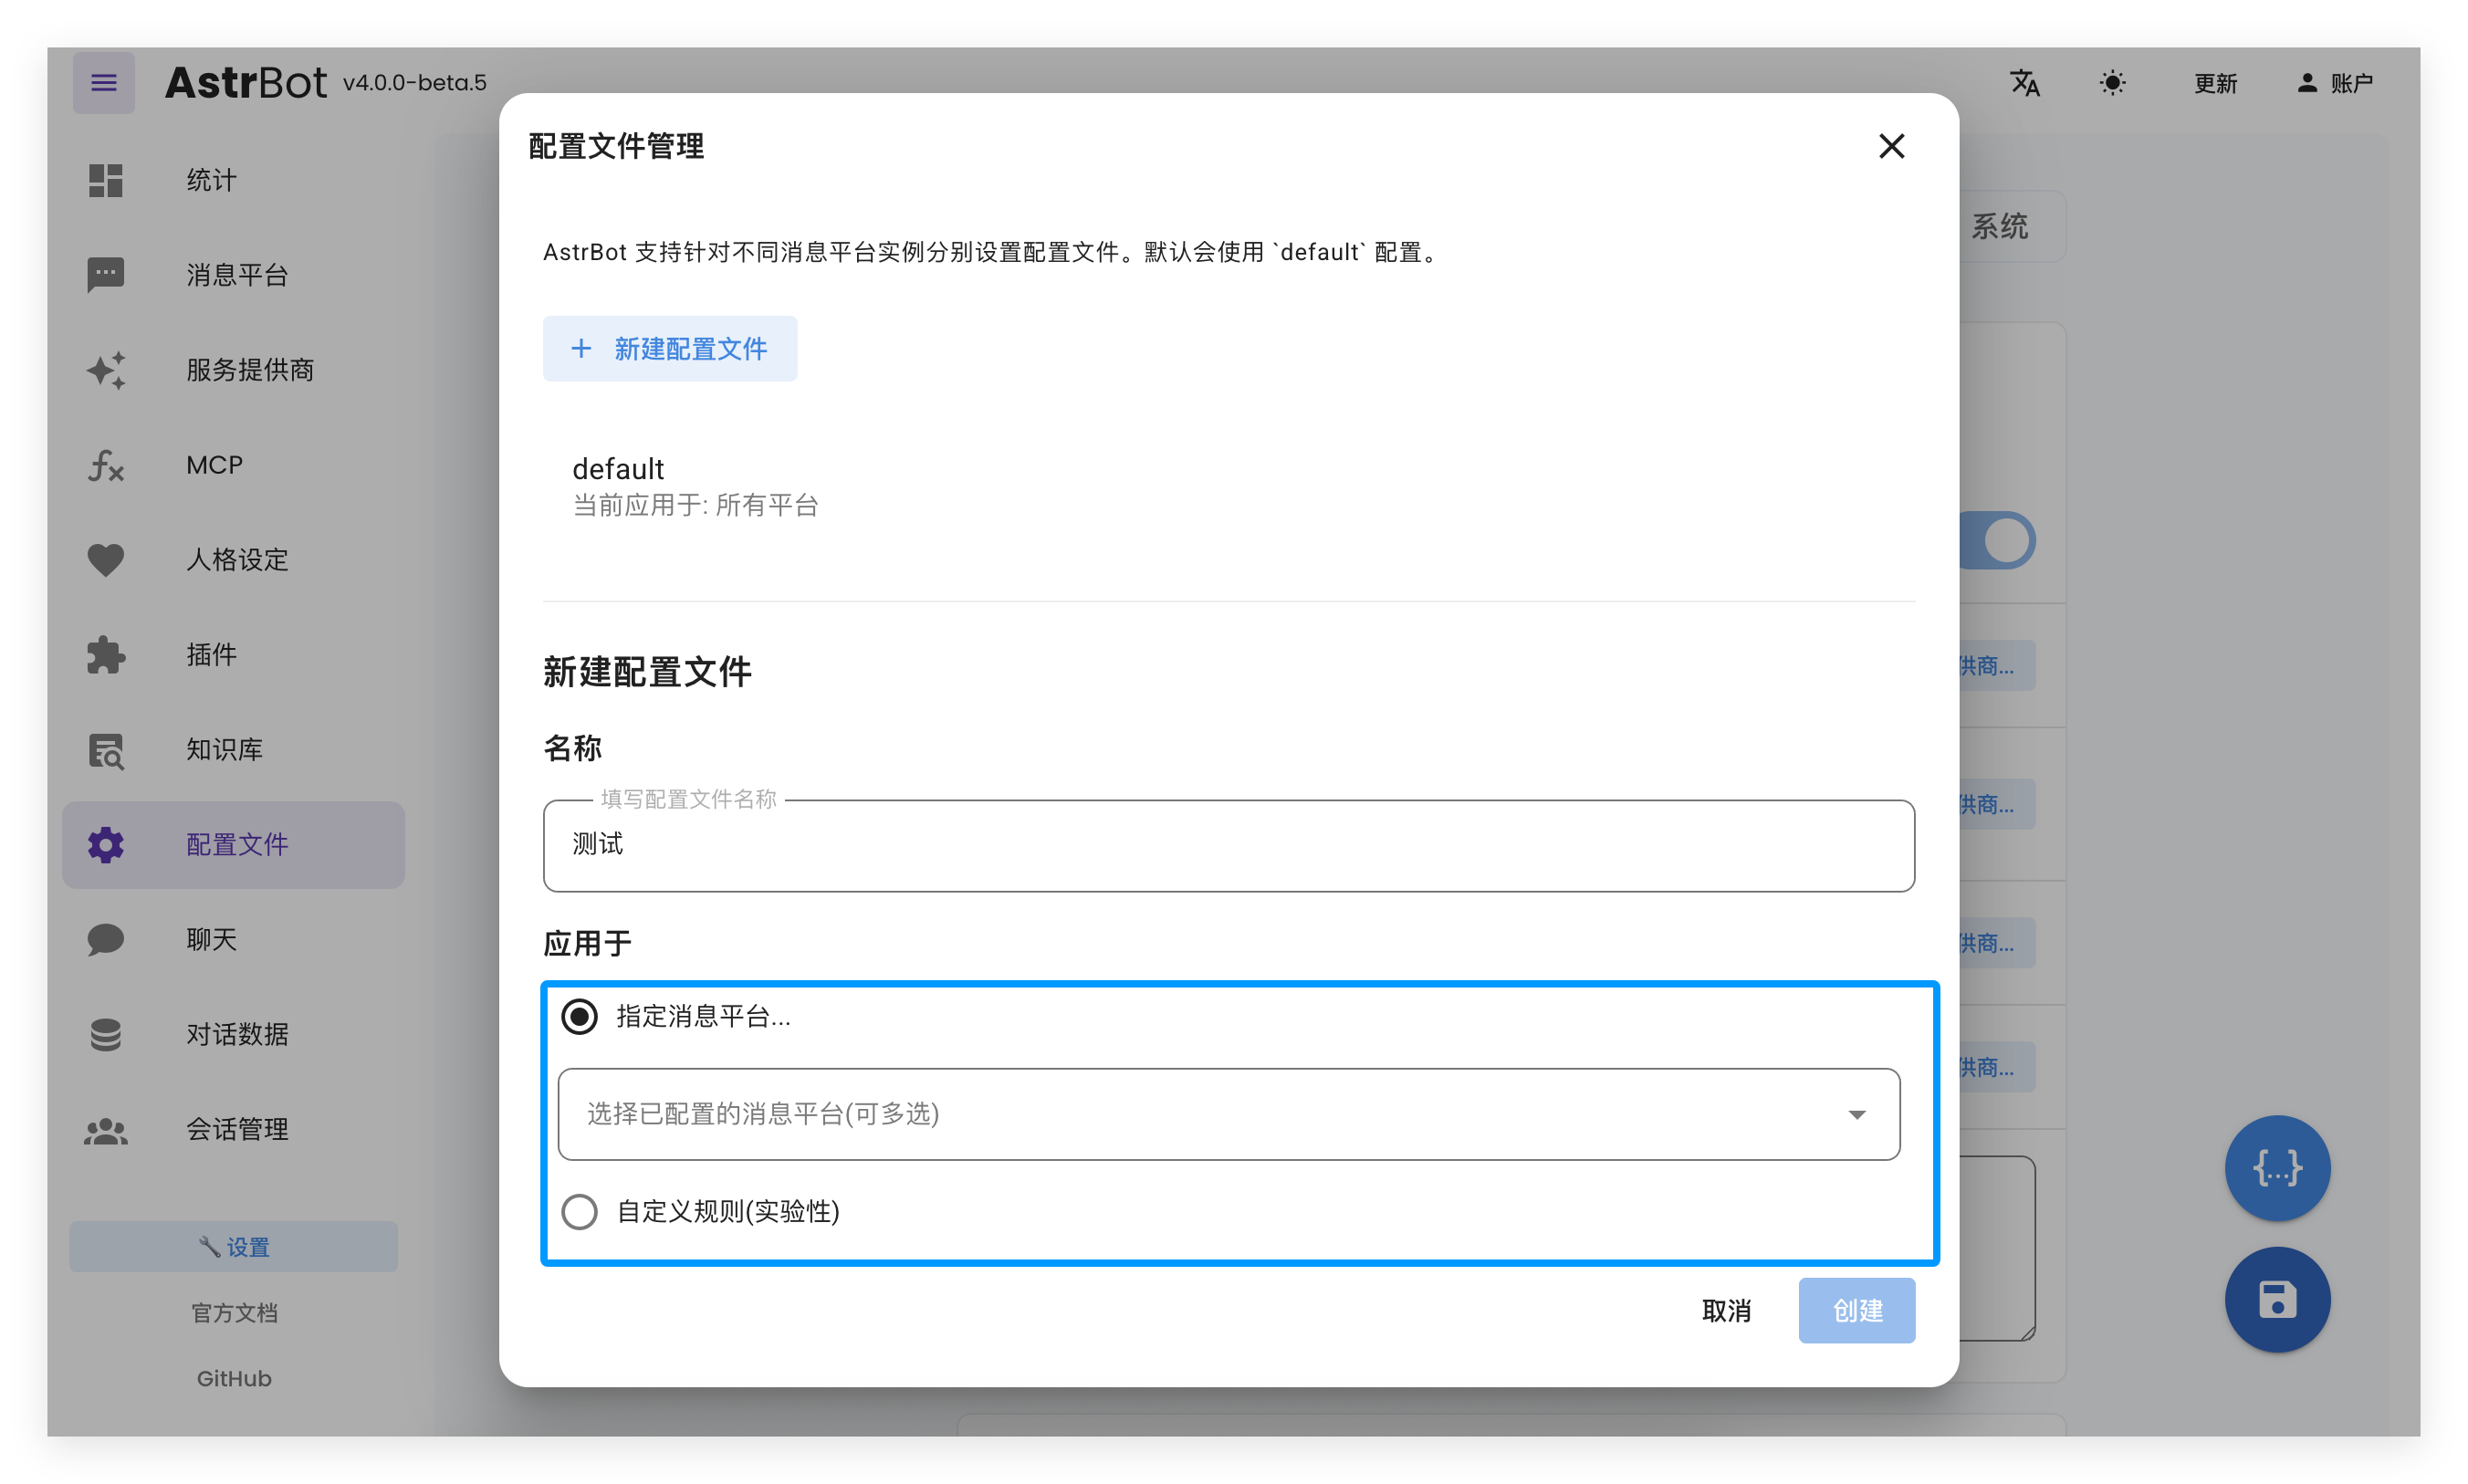 AstrBot v4.0.0-beta.5
更新
账户
统计
消息平台
服务提供商
MCP
人格设定
插件
知识库
配置文件
聊天
对话数据
会话管理
设置
官方文档
GitHub
配置文件管理
AstrBot 支持针对不同消息平台实例分别设置配置文件。默认会使用 `default` 配置。
+ 新建配置文件
default
当前应用于: 所有平台
新建配置文件
名称
填写配置文件名称
测试
应用于
指定消息平台...
选择已配置的消息平台(可多选)
自定义规则(实验性)
取消
创建
系统
供商...
供商...
供商...
供商...
{...}